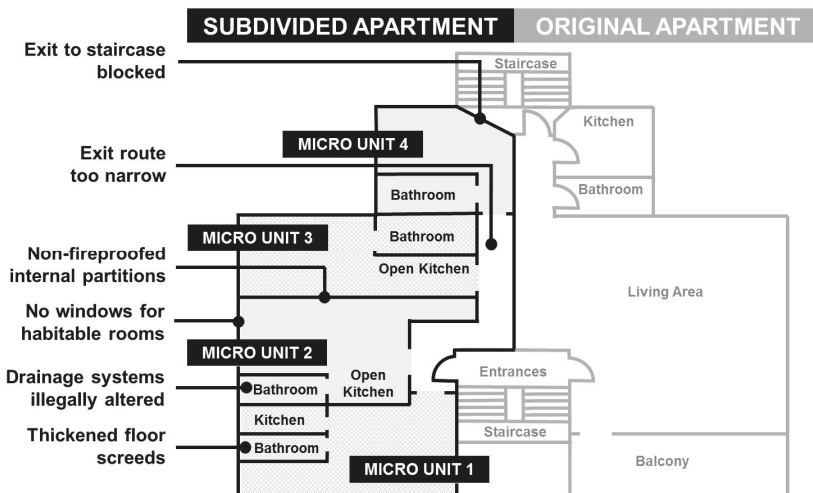 SUBDIVIDED APARTMENT
ORIGINAL APARTMENT
Exit to staircase
blocked
Exit route
too narrow
Non-fireproofed
internal partitions
No windows for
habitable rooms
Drainage systems
illegally altered
Thickened floor
screeds
MICRO UNIT 4
Bathroom
MICRO UNIT 3
Bathroom
Open Kitchen
MICRO UNIT 2
Bathroom
Open
Kitchen
Kitchen
Bathroom
MICRO UNIT 1
Staircase
Kitchen
Bathroom
Living Area
Entrances
Staircase
Balcony